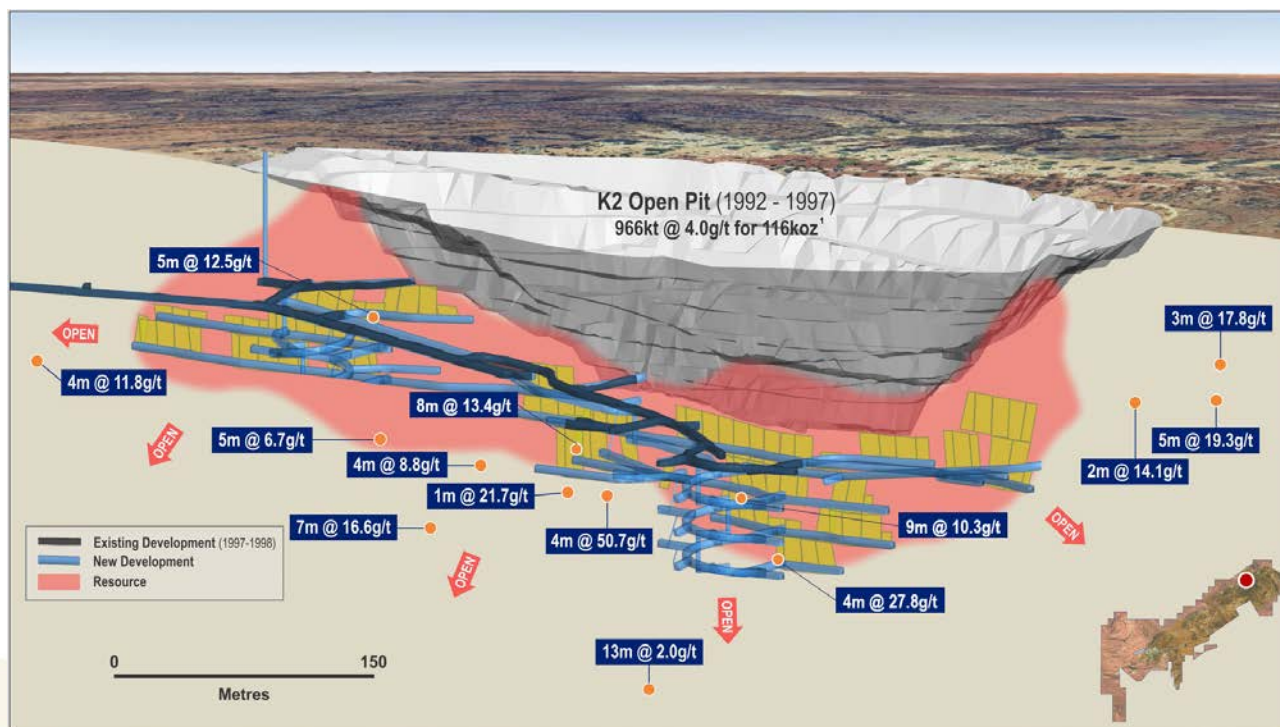 K2 Open Pit (1992 - 1997)
966kt @ 4.0g/t for 116koz¹
5m @ 12.5g/t
3m @ 17.8g/t
OPEN
4m @ 11.8g/t
8m @ 13.4g/t
5m @ 19.3g/t
OPEN
5m @ 6.7g/t
4m @ 8.8g/t
2m @ 14.1g/t
1m @ 21.7g/t
7m @ 16.6g/t
4m @ 50.7g/t
9m @ 10.3g/t
OPEN
Existing Development (1997-1998)
New Development
Resource
OPEN
4m @ 27.8g/t
OPEN
13m @ 2.0g/t
0 150
Metres